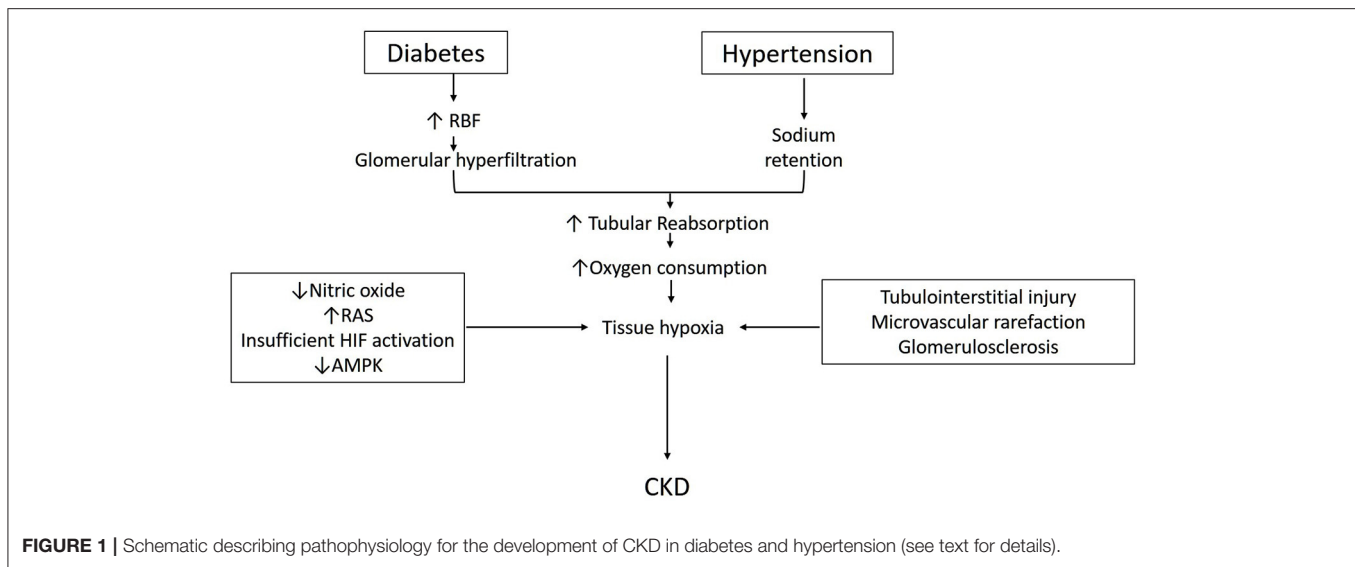 Diabetes
Hypertension
↑ RBF
Glomerular hyperfiltration
Sodium
retention
↑ Tubular Reabsorption
↑Oxygen consumption
↓Nitric oxide
↑RAS
Insufficient HIF activation
↓AMPK
Tissue hypoxia
Tubulointerstitial injury
Microvascular rarefaction
Glomerulosclerosis
CKD
FIGURE 1 | Schematic describing pathophysiology for the development of CKD in diabetes and hypertension (see text for details).